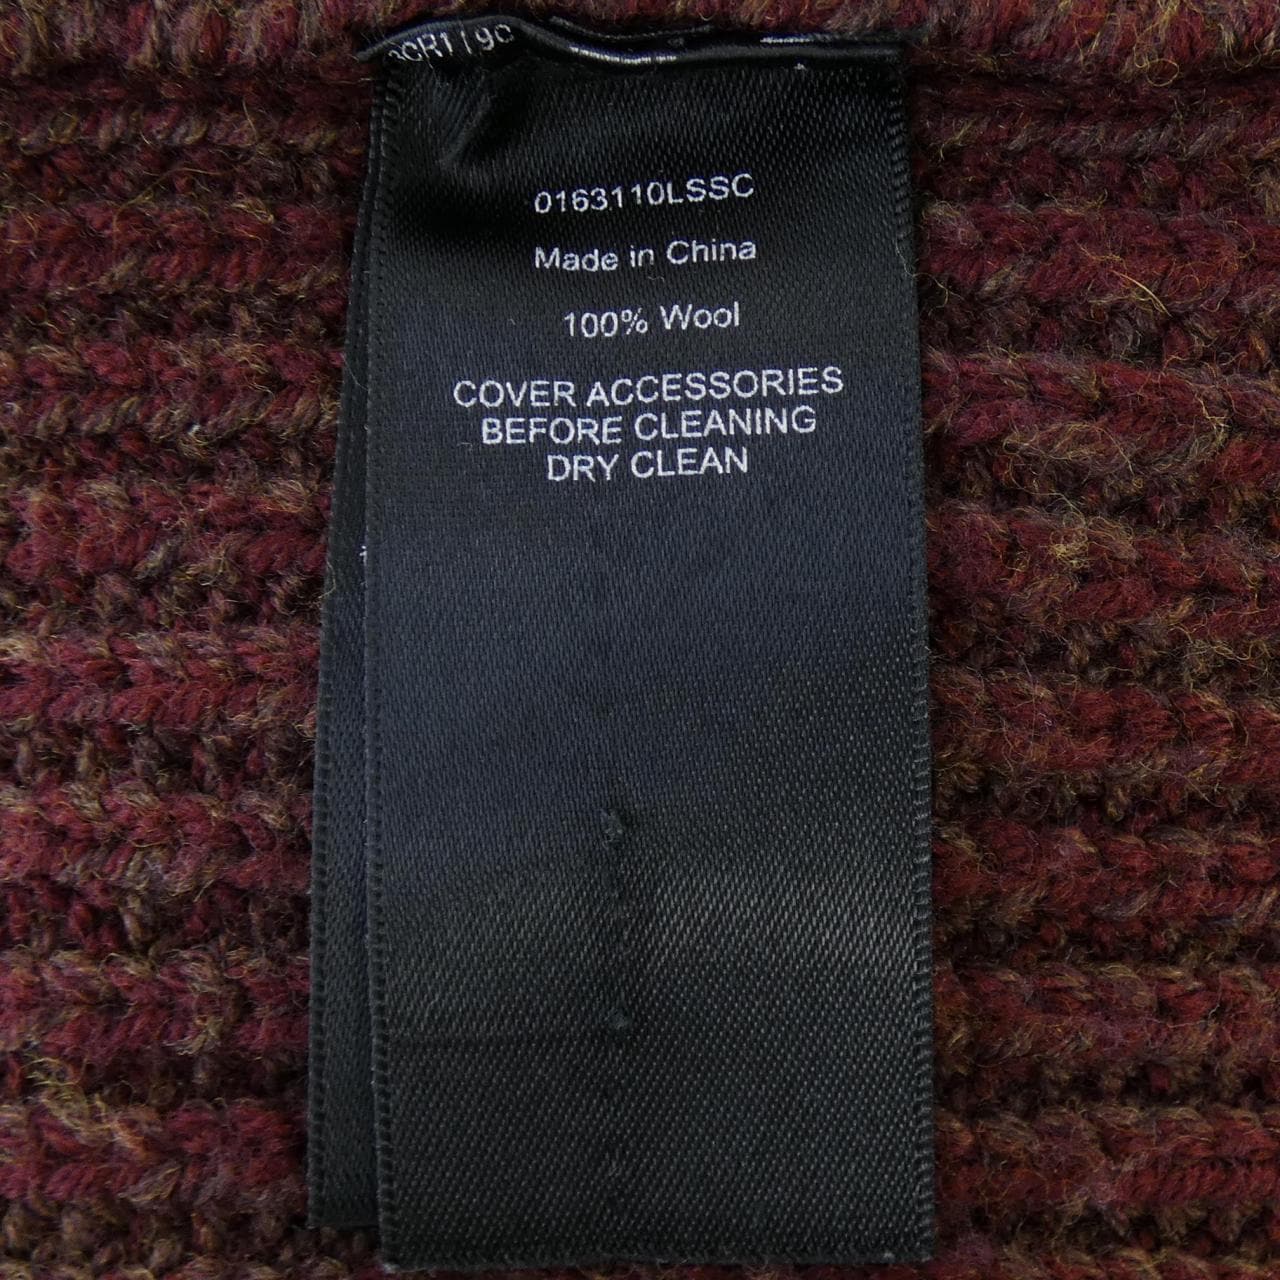 0163110LSSC
Made in China
100% Wool
COVER ACCESSORIES
BEFORE CLEANING
DRY CLEAN